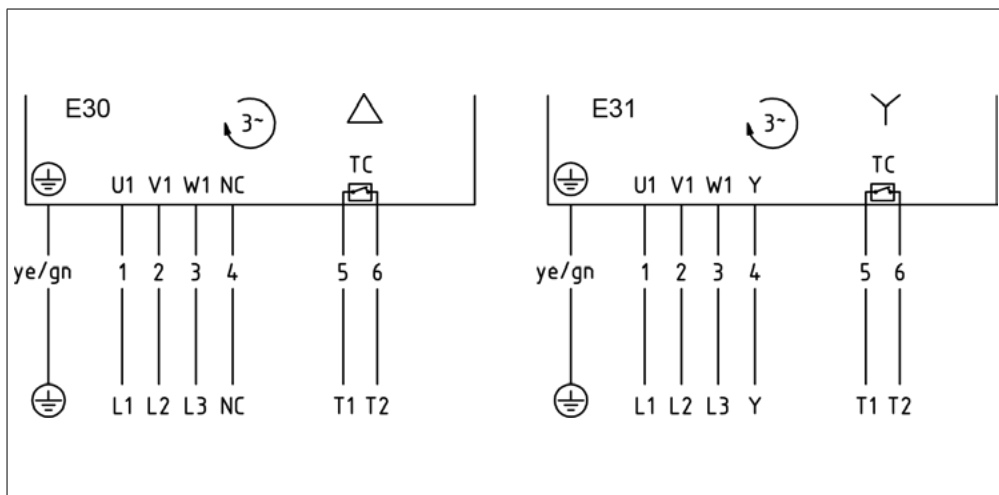 E30 3~
TC
U1 V1 W1 NC
ye/gn 1 2 3 4 5 6
L1 L2 L3 NC T1 T2
E31 3~
TC
U1 V1 W1 Y
ye/gn 1 2 3 4 5 6
L1 L2 L3 Y T1 T2